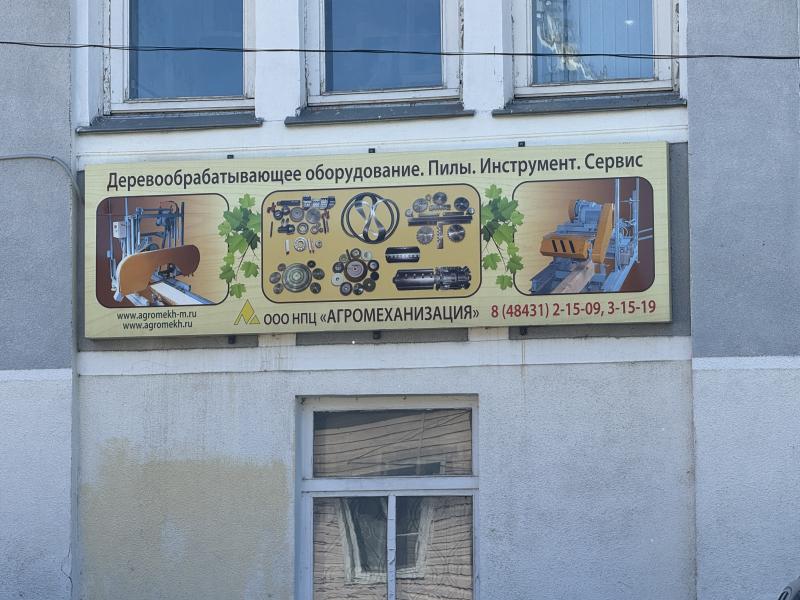 Деревообрабатывающее оборудование. Пилы. Инструмент. Сервис
www.agromekh-m.ru
www.agromekh.ru
ООО НПЦ «АГРОМЕХАНИЗАЦИЯ» 8 (48431) 2-15-09, 3-15-19